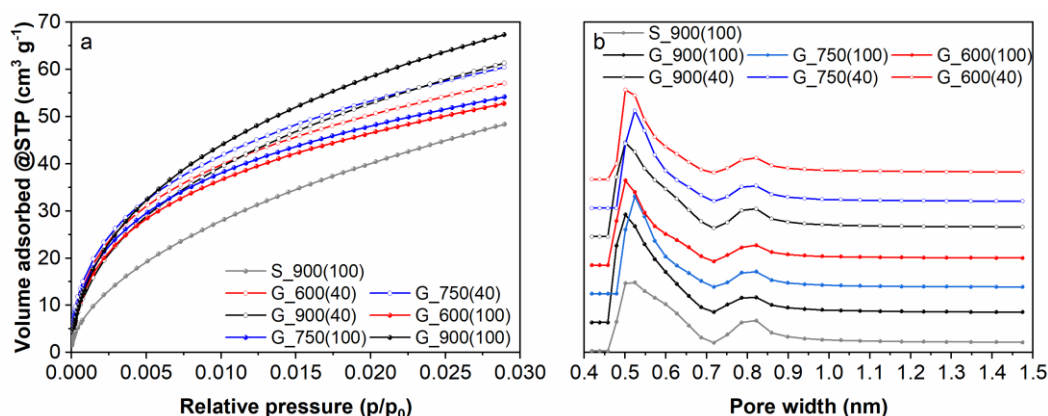 a
70
60
50
40
30
20
10
0
Volume adsorbed @STP (cm³ g⁻¹)
S_900(100)
G_600(40) G_750(40)
G_900(40) G_600(100)
G_750(100) G_900(100)
0.000 0.005 0.010 0.015 0.020 0.025 0.030
Relative pressure (p/p₀)
b
S_900(100)
G_900(100) G_750(100) G_600(100)
G_900(40) G_750(40) G_600(40)
0.4 0.5 0.6 0.7 0.8 0.9 1.0 1.1 1.2 1.3 1.4 1.5
Pore width (nm)